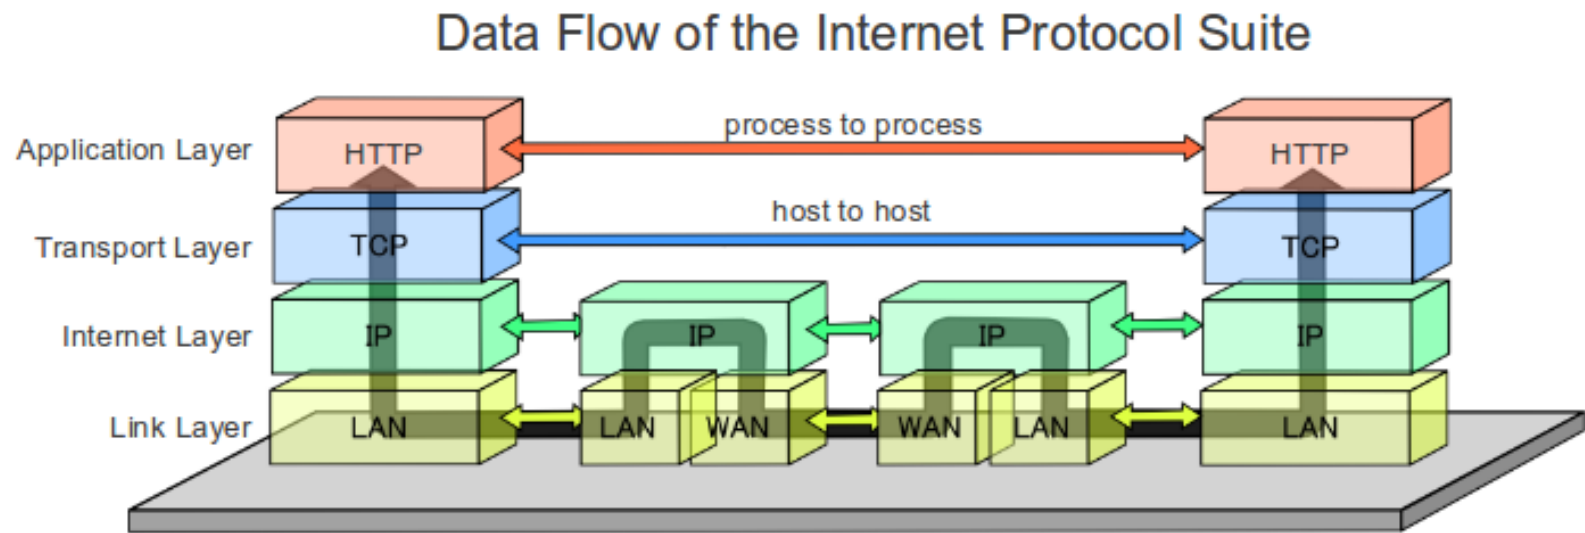 Data Flow of the Internet Protocol Suite
Application Layer HTTP process to process HTTP
Transport Layer TCP host to host TCP
Internet Layer IP IP IP IP
Link Layer LAN LAN WAN WAN LAN LAN